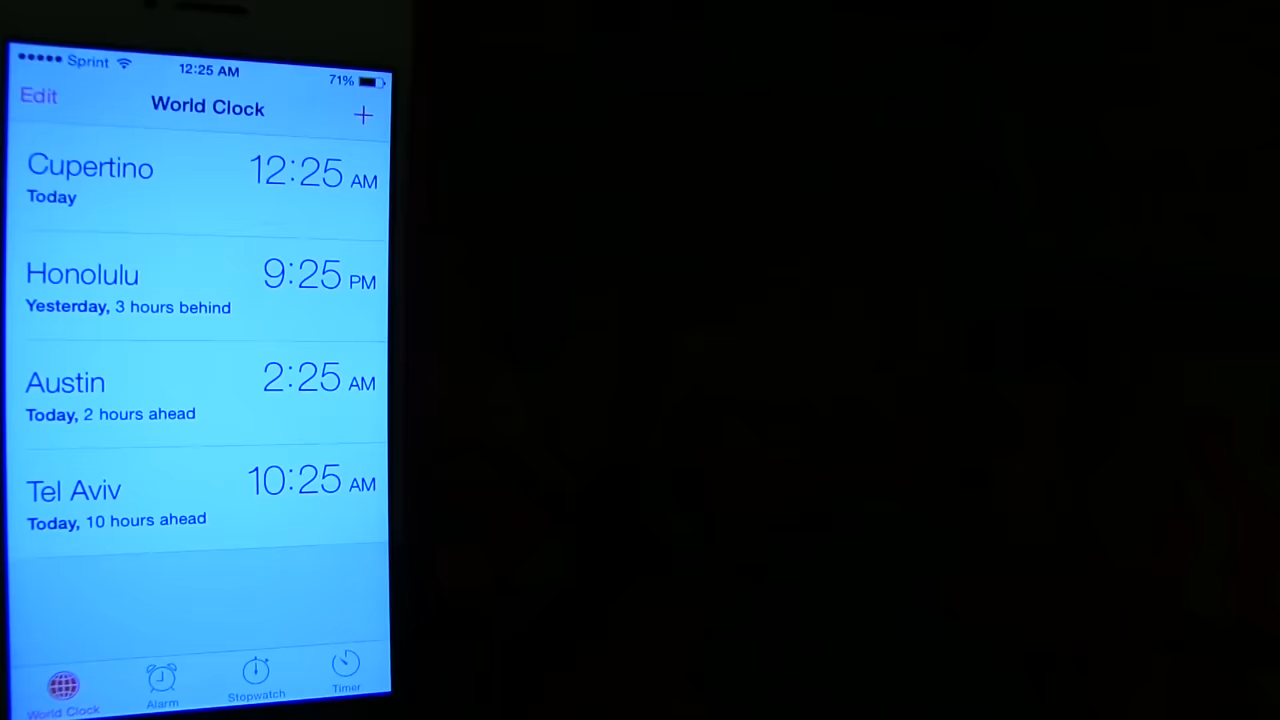 Sprint 12:25 AM 71%
Edit World Clock +
Cupertino 12:25 AM
Today
Honolulu 9:25 PM
Yesterday, 3 hours behind
Austin 2:25 AM
Today, 2 hours ahead
Tel Aviv 10:25 AM
Today, 10 hours ahead
World Clock Alarm Stopwatch Timer